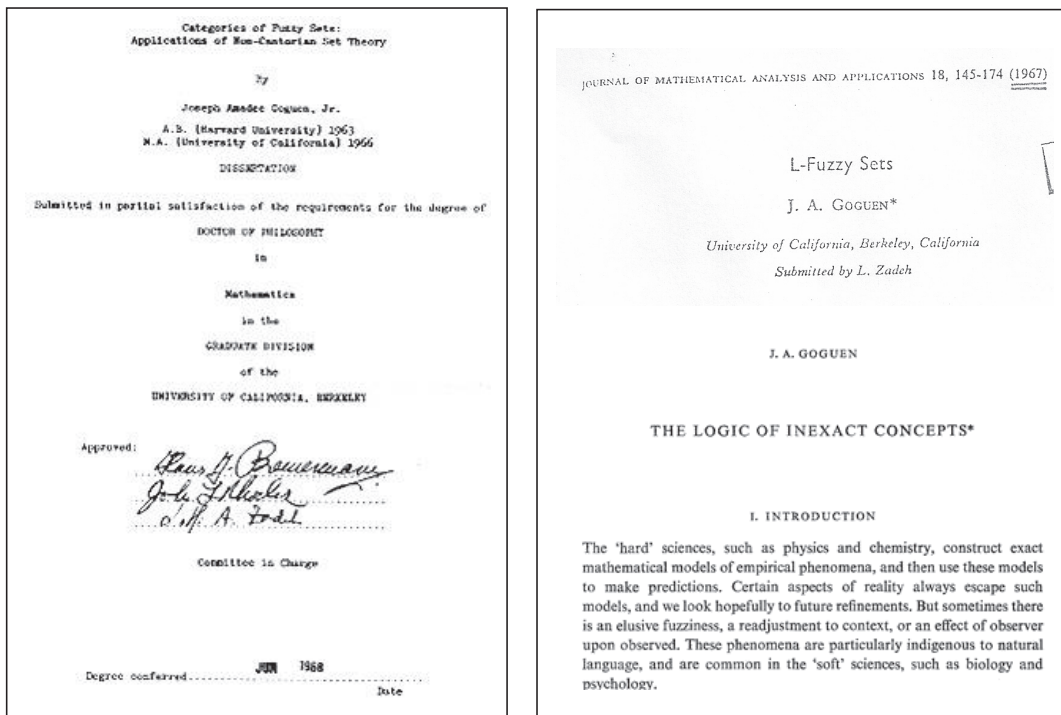 Categories of Fuzzy Sets:
Applications of Non-Cantorian Set Theory
By
Joseph Amadee Goguen, Jr.
A.B. (Harvard University) 1963
M.A. (University of California) 1966
DISSERTATION
Submitted in partial satisfaction of the requirements for the degree of
DOCTOR OF PHILOSOPHY
in
Mathematics
in the
GRADUATE DIVISION
of the
UNIVERSITY OF CALIFORNIA, BERKELEY
Approved:
Hans J. Bremermann
John L. Rhodes
A.
Committee in Charge
Degree conferred JUN 1968
Date
JOURNAL OF MATHEMATICAL ANALYSIS AND APPLICATIONS 18, 145-174 (1967)
L-Fuzzy Sets
J. A. GOGUEN*
University of California, Berkeley, California
Submitted by L. Zadeh
J. A. GOGUEN
THE LOGIC OF INEXACT CONCEPTS*
I. INTRODUCTION
The 'hard' sciences, such as physics and chemistry, construct exact
mathematical models of empirical phenomena, and then use these models
to make predictions. Certain aspects of reality always escape such
models, and we look hopefully to future refinements. But sometimes there
is an elusive fuzziness, a readjustment to context, or an effect of observer
upon observed. These phenomena are particularly indigenous to natural
language, and are common in the 'soft' sciences, such as biology and
psychology.